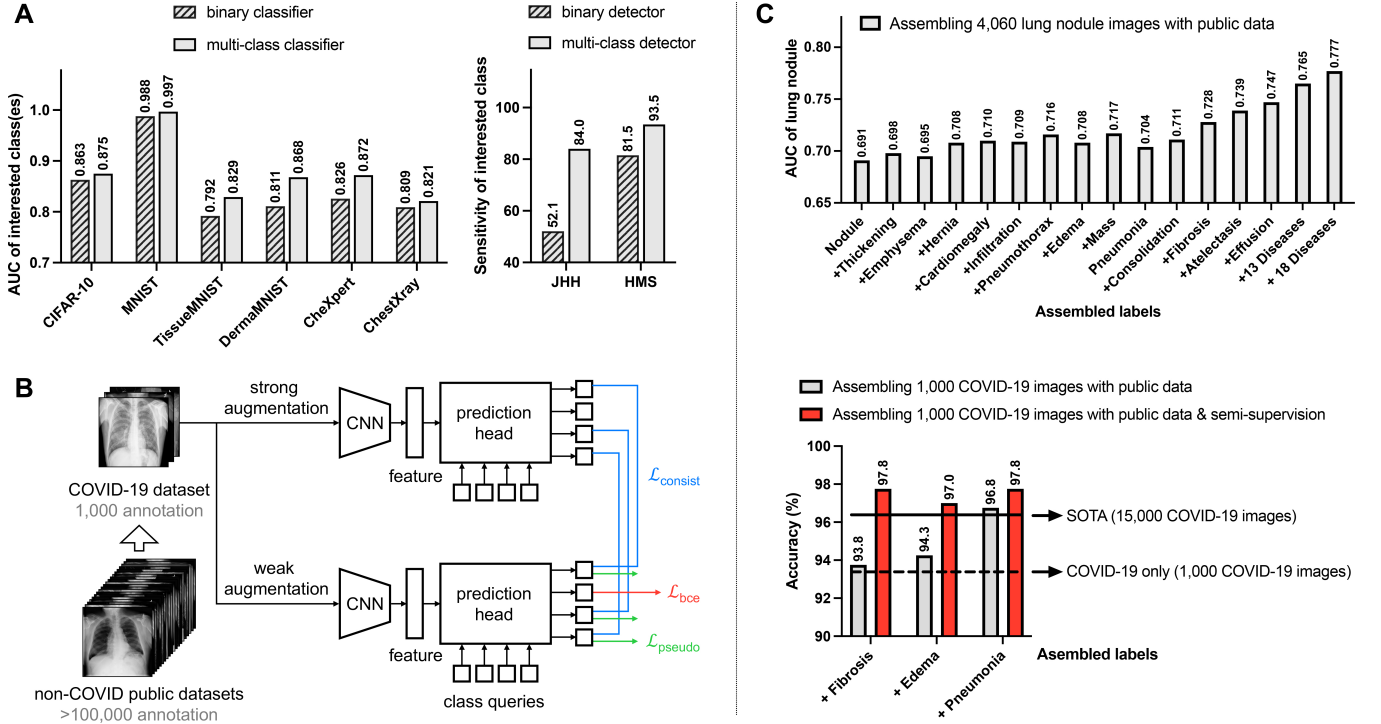 A
binary classifier
multi-class classifier
AUC of interested class(es)
1.0
0.9
0.8
0.7
0.863
0.875
0.988
0.997
0.792
0.829
0.811
0.868
0.826
0.872
0.809
0.821
CIFAR-10
MNIST
TissueMNIST
DermaMNIST
CheXpert
ChestXray
binary detector
multi-class detector
Sensitivity of interested class
100
80
60
40
52.1
84.0
81.5
93.5
JHH
HMS
B
COVID-19 dataset
1,000 annotation
non-COVID public datasets
>100,000 annotation
strong
augmentation
CNN
feature
prediction
head
ℒconsist
weak
augmentation
CNN
feature
prediction
head
ℒbce
ℒpseudo
class queries
C
Assembling 4,060 lung nodule images with public data
AUC of lung nodule
0.80
0.75
0.70
0.65
0.691
0.698
0.695
0.708
0.710
0.709
0.716
0.708
0.717
0.704
0.711
0.728
0.739
0.747
0.765
0.777
Nodule
+Thickening
+Emphysema
+Hernia
+Cardiomegaly
+Infiltration
+Pneumothorax
+Edema
+Mass
Pneumonia
+Consolidation
+Fibrosis
+Atelectasis
+Effusion
+13 Diseases
+ 18 Diseases
Assembled labels
Assembling 1,000 COVID-19 images with public data
Assembling 1,000 COVID-19 images with public data & semi-supervision
Accuracy (%)
100
98
96
94
92
90
93.8
97.8
94.3
97.0
96.8
97.8
SOTA (15,000 COVID-19 images)
COVID-19 only (1,000 COVID-19 images)
+ Fibrosis
+ Edema
+ Pneumonia
Asembled labels